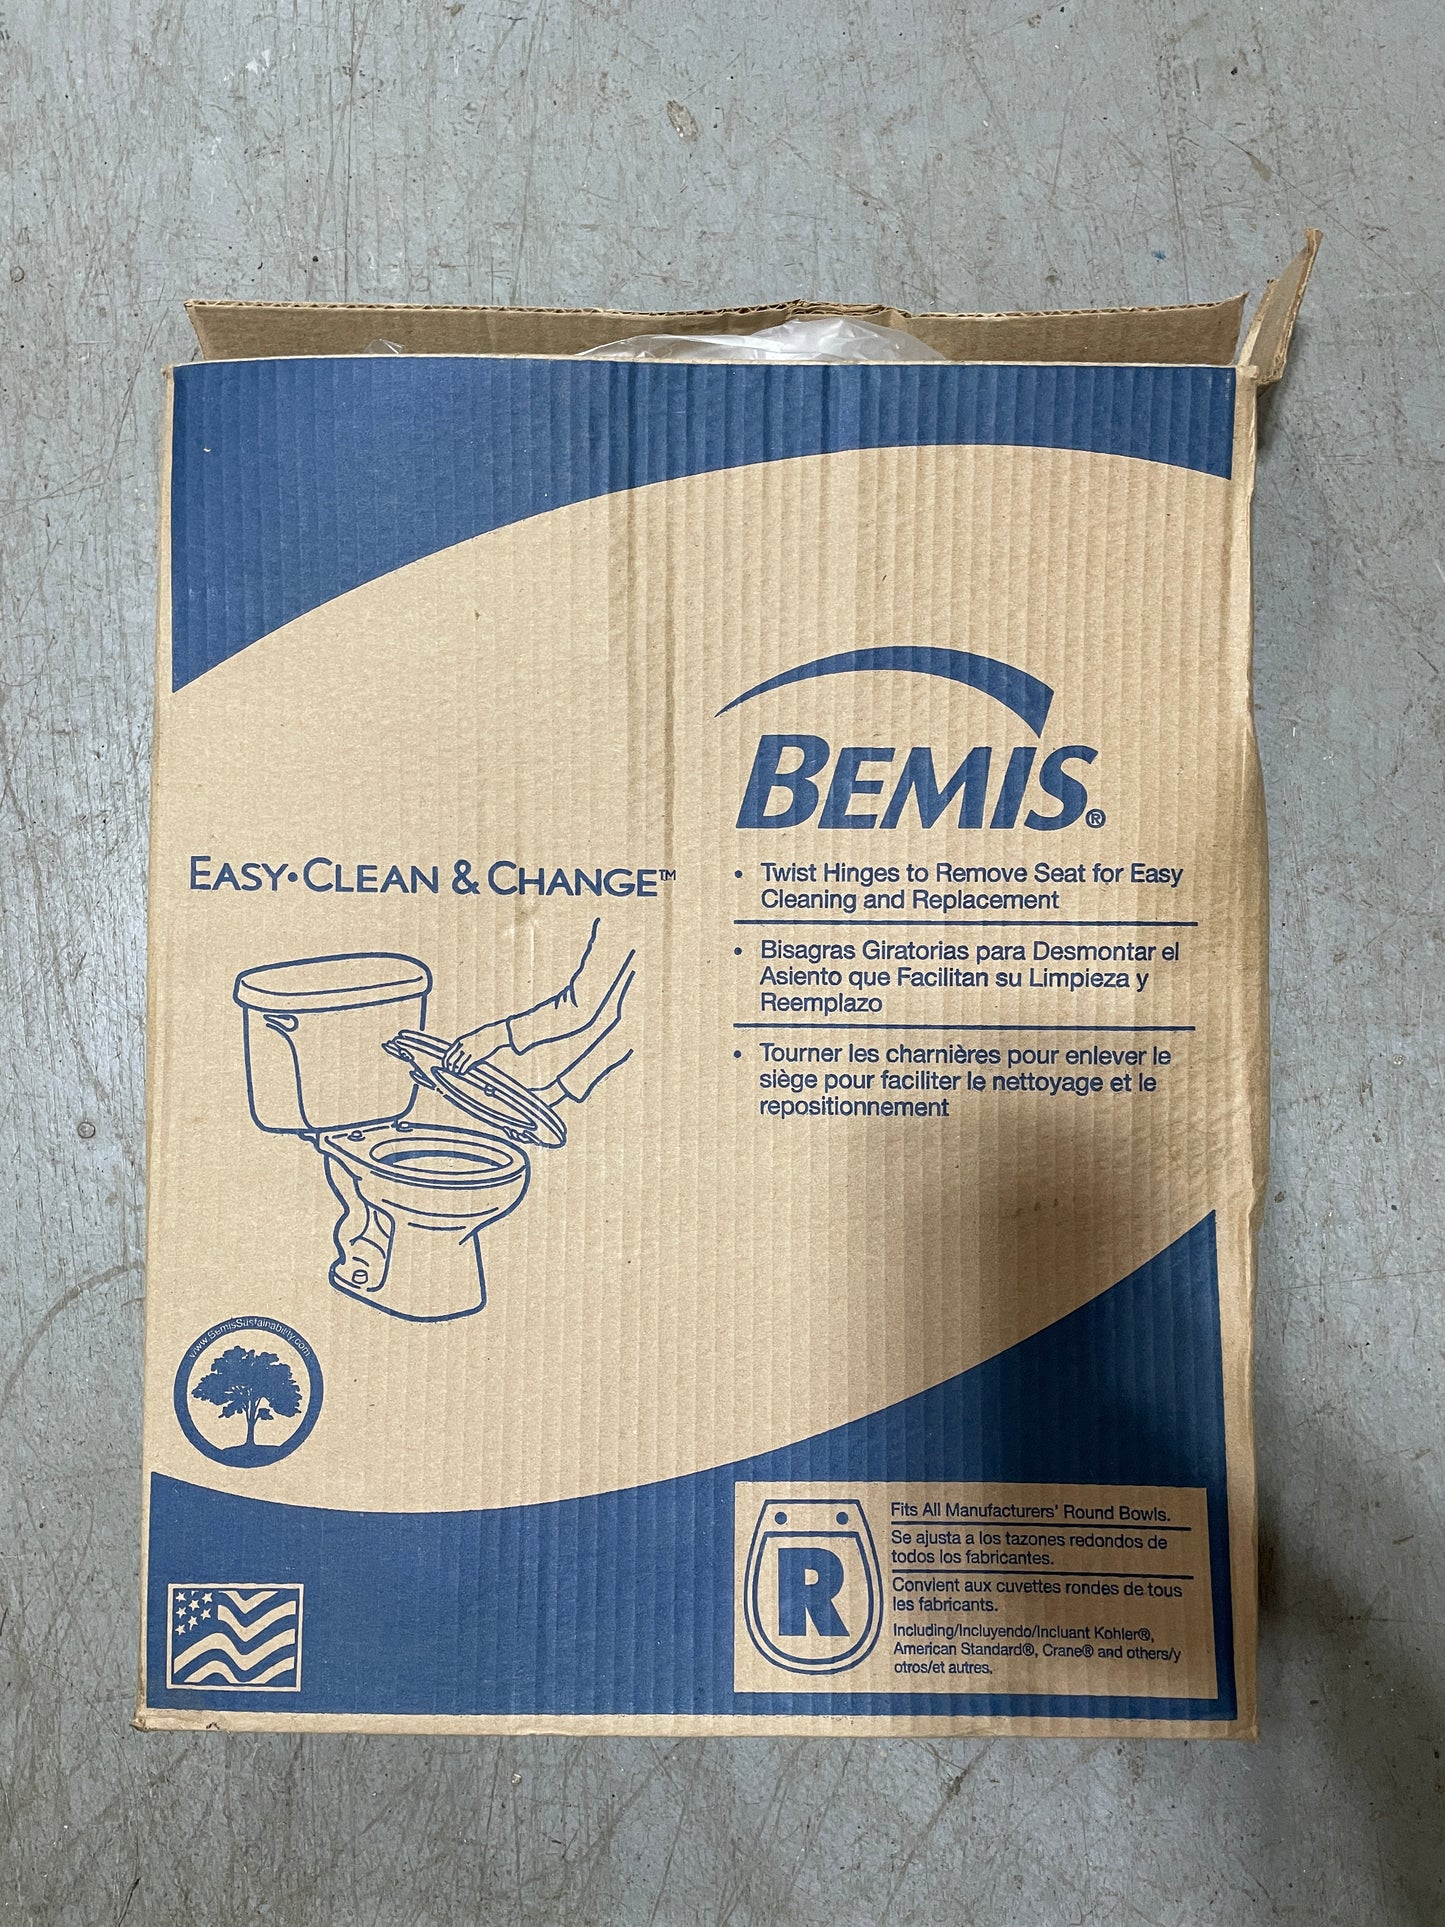 BEMIS®
EASY•CLEAN & CHANGE™
• Twist Hinges to Remove Seat for Easy
Cleaning and Replacement
• Bisagras Giratorias para Desmontar el
Asiento que Facilitan su Limpieza y
Reemplazo
• Tourner les charnières pour enlever le
siège pour faciliter le nettoyage et le
repositionnement
www.BemisSustainability.com
R
Fits All Manufacturers' Round Bowls.
Se ajusta a los tazones redondos de
todos los fabricantes.
Convient aux cuvettes rondes de tous
les fabricants.
Including/Incluyendo/Incluant Kohler®,
American Standard®, Crane® and others/y
otros/et autres.